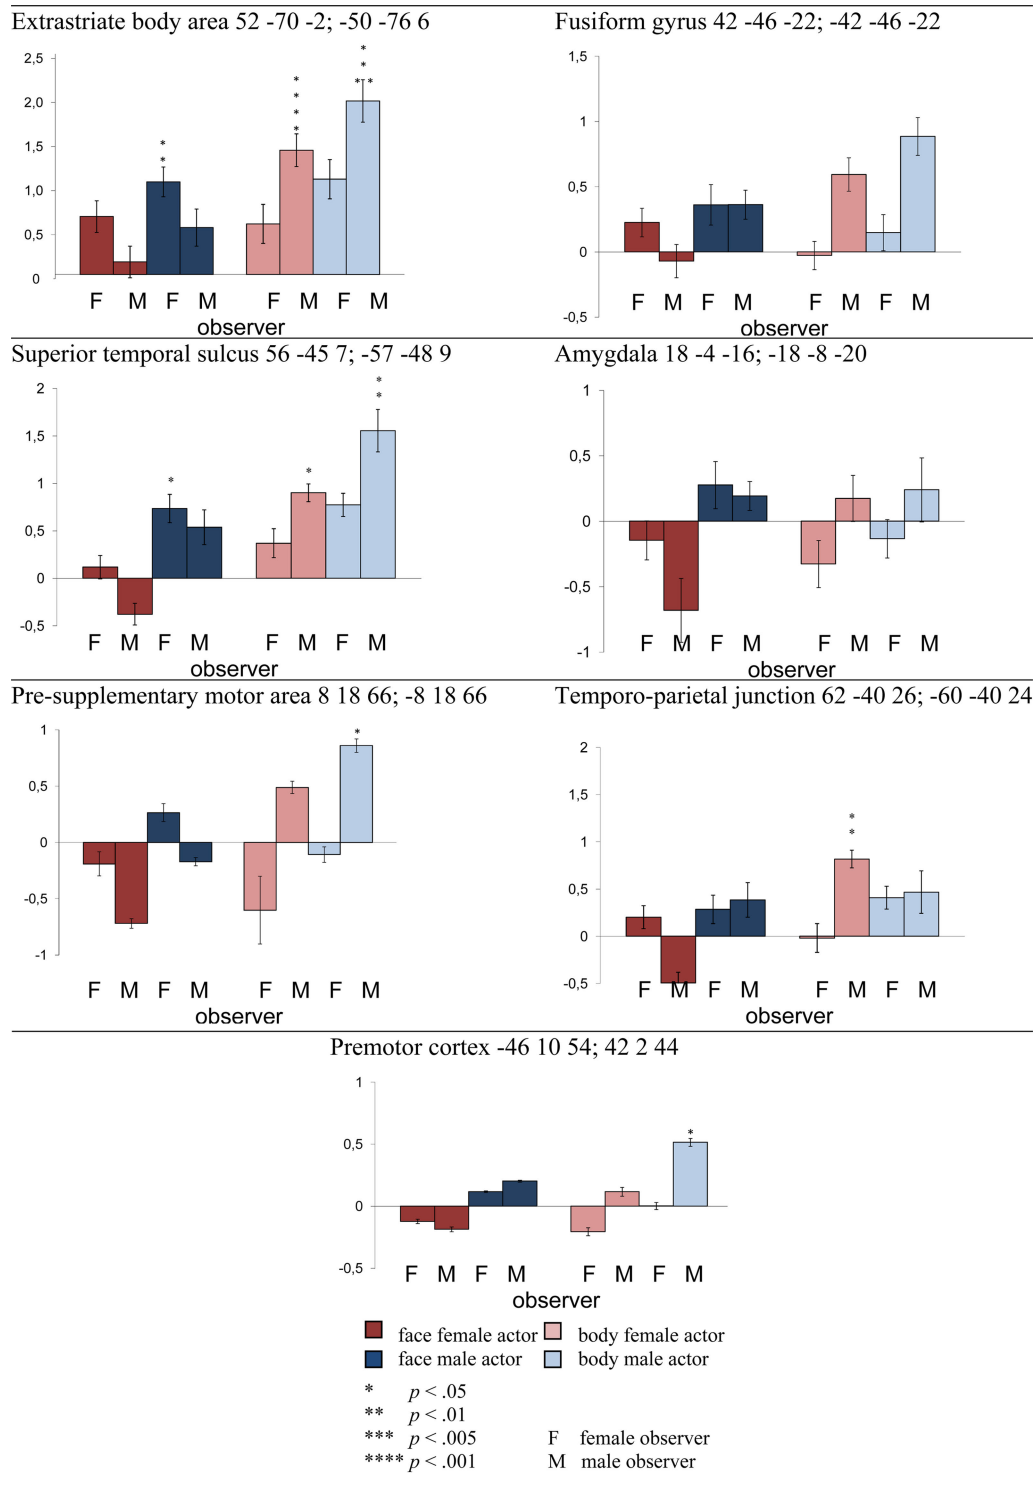 Extrastriate body area 52 -70 -2; -50 -76 6
2,5
2,0
1,5
1,0
0,5
0
* *
* * * *
* * * *
F M F M F M F M
observer
Fusiform gyrus 42 -46 -22; -42 -46 -22
1,5
1
0,5
0
-0,5
F M F M F M F M
observer
Superior temporal sulcus 56 -45 7; -57 -48 9
2
1,5
1
0,5
0
-0,5
*
*
* *
F M F M F M F M
observer
Amygdala 18 -4 -16; -18 -8 -20
1
0,5
0
-0,5
-1
F M F M F M F M
observer
Pre-supplementary motor area 8 18 66; -8 18 66
1
0,5
0
-0,5
-1
*
F M F M F M F M
observer
Temporo-parietal junction 62 -40 26; -60 -40 24
2
1,5
1
0,5
0
-0,5
* *
F M F M F M F M
observer
Premotor cortex -46 10 54; 42 2 44
1
0,5
0
-0,5
*
F M F M F M F M
observer
face female actor body female actor
face male actor body male actor
* p < .05
** p < .01
*** p < .005 F female observer
**** p < .001 M male observer